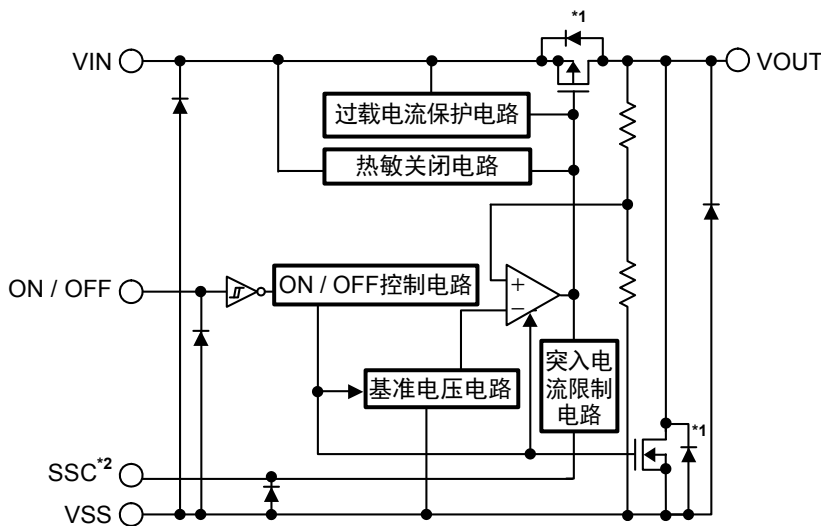 *1
VIN
VOUT
过载电流保护电路
热敏关闭电路
ON / OFF
ON / OFF控制电路
+
−
基准电压电路
突入电
流限制
电路
*1
SSC*2
VSS